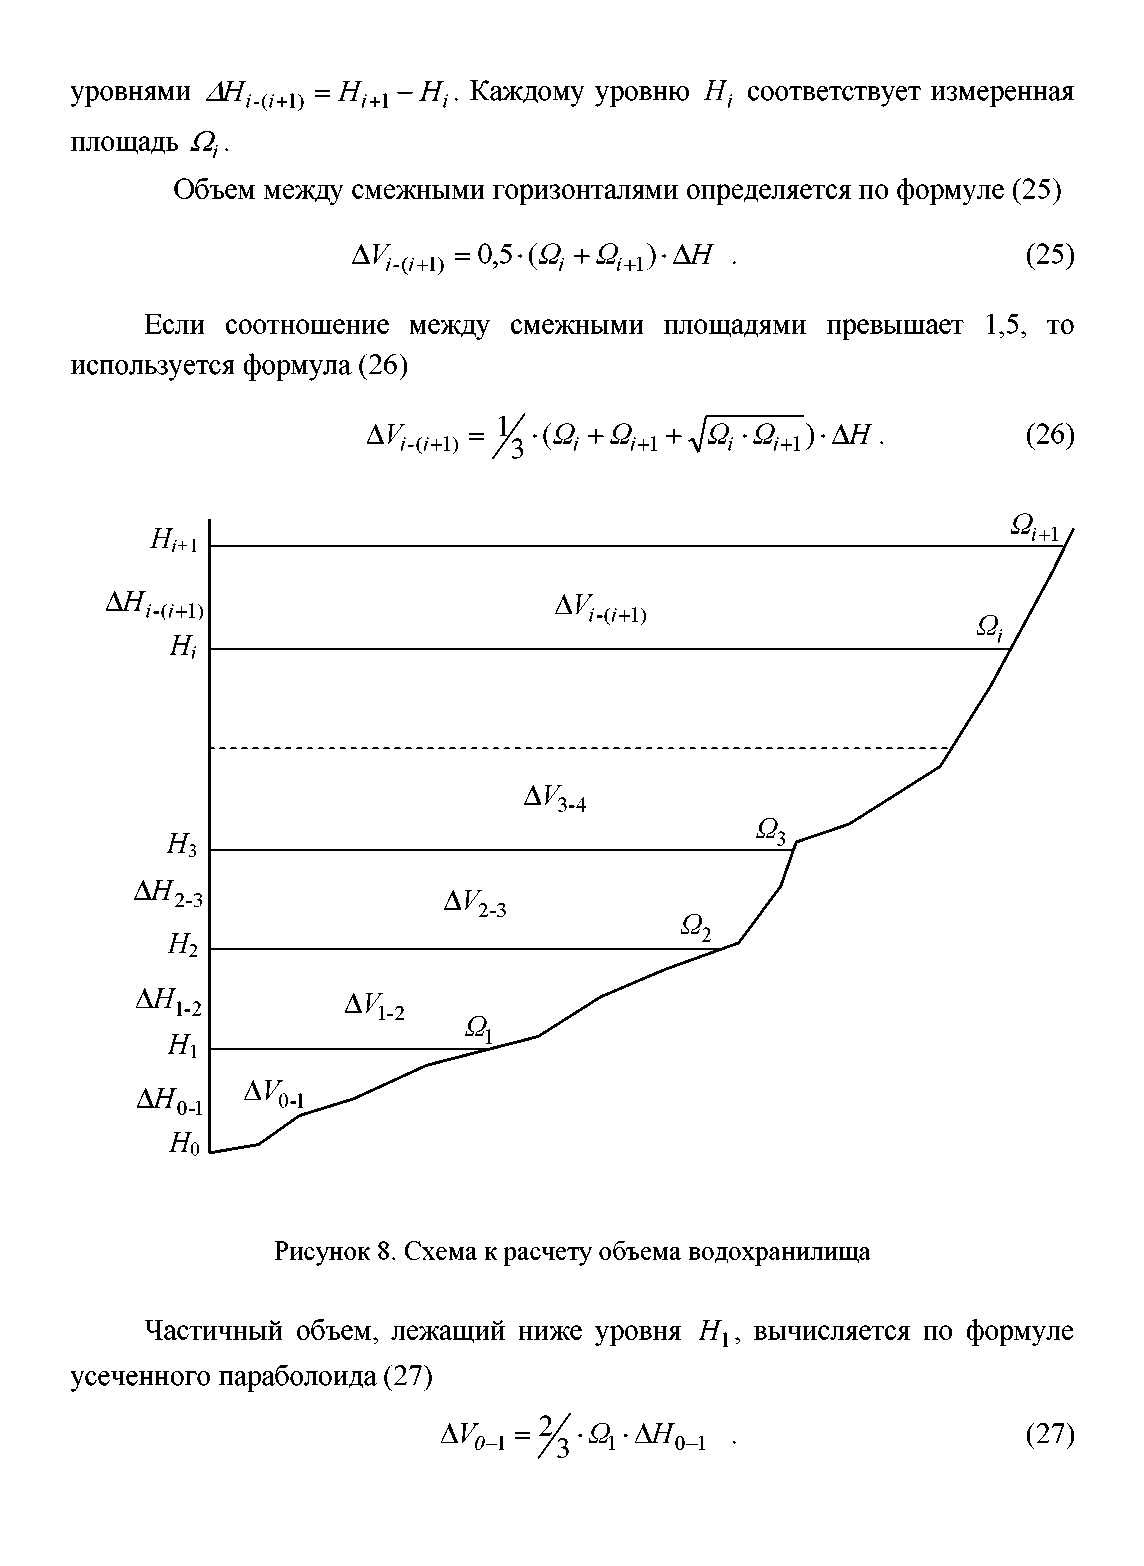 уровнями ΔH_{i-(i+1)} = H_{i+1} − H_i. Каждому уровню H_i соответствует измеренная
площадь Ω_i.
Объем между смежными горизонталями определяется по формуле (25)
ΔV_{i-(i+1)} = 0,5·(Ω_i + Ω_{i+1})·ΔH . (25)
Если соотношение между смежными площадями превышает 1,5, то
используется формула (26)
ΔV_{i-(i+1)} = 1/3·(Ω_i + Ω_{i+1} + √(Ω_i · Ω_{i+1}))·ΔH . (26)
H_{i+1} Ω_{i+1}
ΔH_{i-(i+1)} ΔV_{i-(i+1)}
H_i Ω_i
ΔV_{3-4}
H_3 Ω_3
ΔH_{2-3} ΔV_{2-3}
H_2 Ω_2
ΔH_{1-2} ΔV_{1-2}
H_1 Ω_1
ΔH_{0-1} ΔV_{0-1}
H_0
Рисунок 8. Схема к расчету объема водохранилища
Частичный объем, лежащий ниже уровня H_1, вычисляется по формуле
усеченного параболоида (27)
ΔV_{0−1} = 2/3·Ω_1·ΔH_{0−1} . (27)